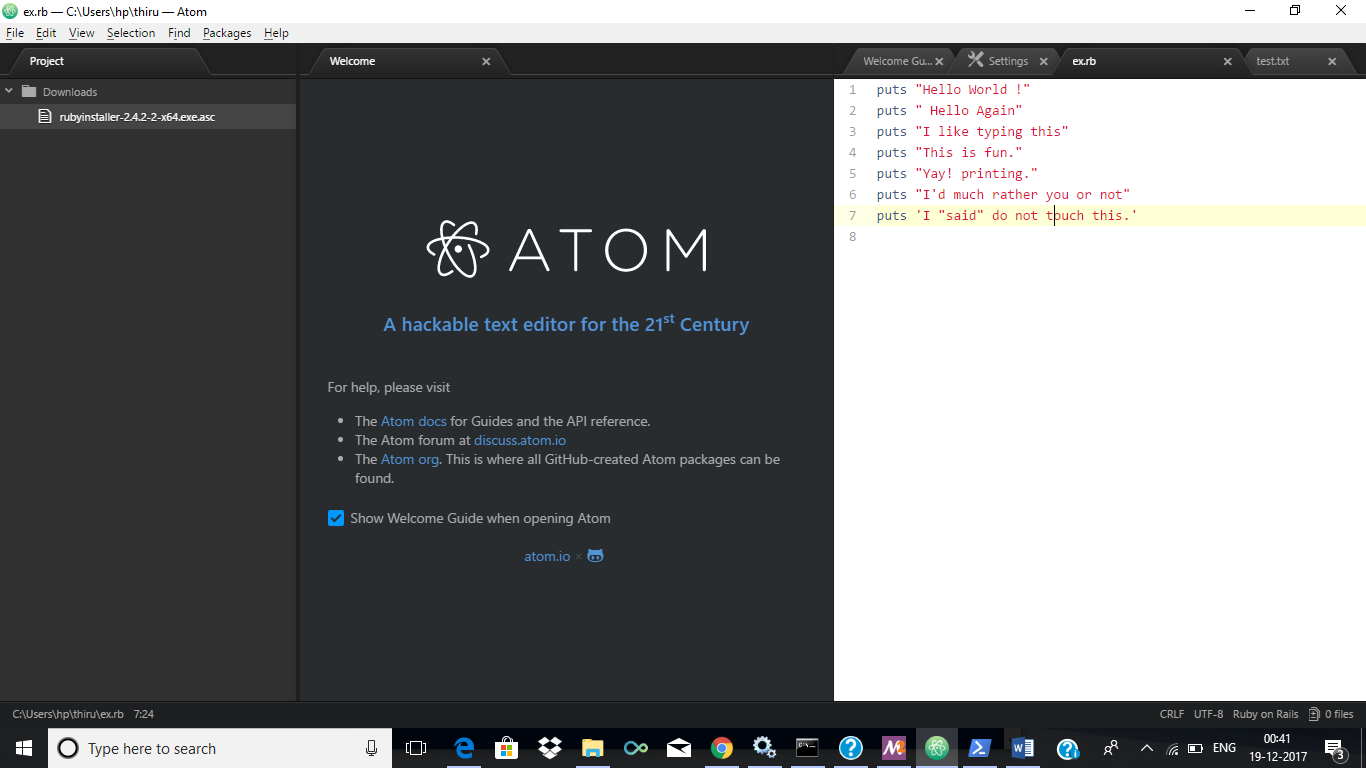 ex.rb — C:\Users\hp\thiru — Atom
File Edit View Selection Find Packages Help
Project
Downloads
rubyinstaller-2.4.2-2-x64.exe.asc
Welcome
ATOM
A hackable text editor for the 21st Century
For help, please visit
The Atom docs for Guides and the API reference.
The Atom forum at discuss.atom.io
The Atom org. This is where all GitHub-created Atom packages can be
found.
Show Welcome Guide when opening Atom
atom.io ×
Welcome Gu... Settings ex.rb test.txt
1 puts "Hello World !"
2 puts " Hello Again"
3 puts "I like typing this"
4 puts "This is fun."
5 puts "Yay! printing."
6 puts "I'd much rather you or not"
7 puts 'I "said" do not touch this.'
8
C:\Users\hp\thiru\ex.rb 7:24 CRLF UTF-8 Ruby on Rails 0 files
Type here to search
ENG
00:41
19-12-2017
3